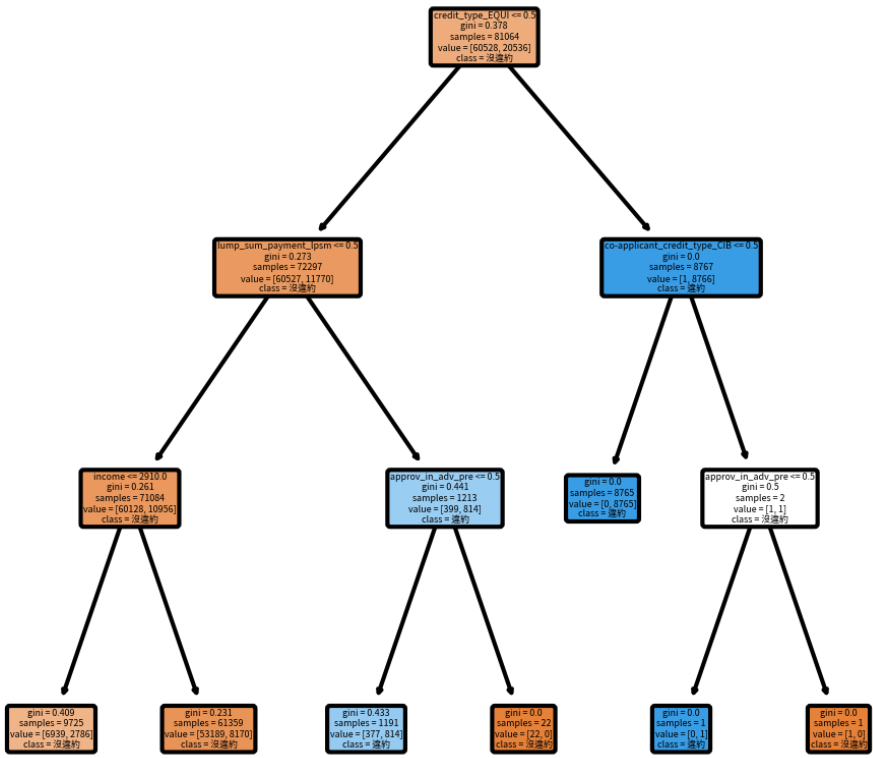 credit_type_EQUI <= 0.5
gini = 0.378
samples = 81064
value = [60528, 20536]
class = 沒違約
lump_sum_payment_lpsm <= 0.5
gini = 0.273
samples = 72297
value = [60527, 11770]
class = 沒違約
co-applicant_credit_type_CIB <= 0.5
gini = 0.0
samples = 8767
value = [1, 8766]
class = 違約
income <= 2910.0
gini = 0.261
samples = 71084
value = [60128, 10956]
class = 沒違約
approv_in_adv_pre <= 0.5
gini = 0.441
samples = 1213
value = [399, 814]
class = 違約
gini = 0.0
samples = 8765
value = [0, 8765]
class = 違約
approv_in_adv_pre <= 0.5
gini = 0.5
samples = 2
value = [1, 1]
class = 沒違約
gini = 0.409
samples = 9725
value = [6939, 2786]
class = 沒違約
gini = 0.231
samples = 61359
value = [53189, 8170]
class = 沒違約
gini = 0.433
samples = 1191
value = [377, 814]
class = 違約
gini = 0.0
samples = 22
value = [22, 0]
class = 沒違約
gini = 0.0
samples = 1
value = [0, 1]
class = 違約
gini = 0.0
samples = 1
value = [1, 0]
class = 沒違約